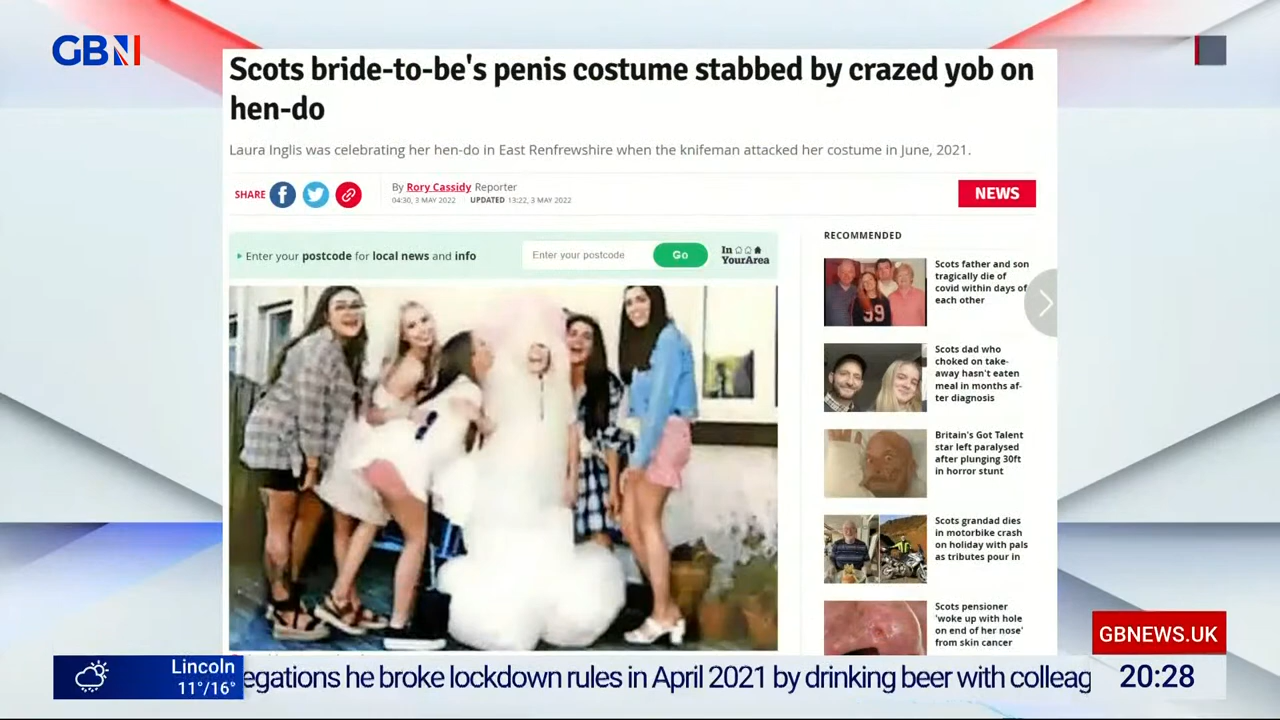 GBN
Scots bride-to-be's penis costume stabbed by crazed yob on
hen-do
Laura Inglis was celebrating her hen-do in East Renfrewshire when the knifeman attacked her costume in June, 2021.
SHARE
By Rory Cassidy Reporter
04:30, 3 MAY 2022 UPDATED 13:22, 3 MAY 2022
NEWS
Enter your postcode for local news and info
Enter your postcode
Go
In
YourArea
RECOMMENDED
Scots father and son
tragically die of
covid within days of
each other
39
Scots dad who
choked on take-
away hasn't eaten
meal in months af-
ter diagnosis
Britain's Got Talent
star left paralysed
after plunging 30ft
in horror stunt
Scots grandad dies
in motorbike crash
on holiday with pals
as tributes pour in
Scots pensioner
'woke up with hole
on end of her nose'
from skin cancer
GBNEWS.UK
Lincoln
11°/16°
egations he broke lockdown rules in April 2021 by drinking beer with colleag
20:28